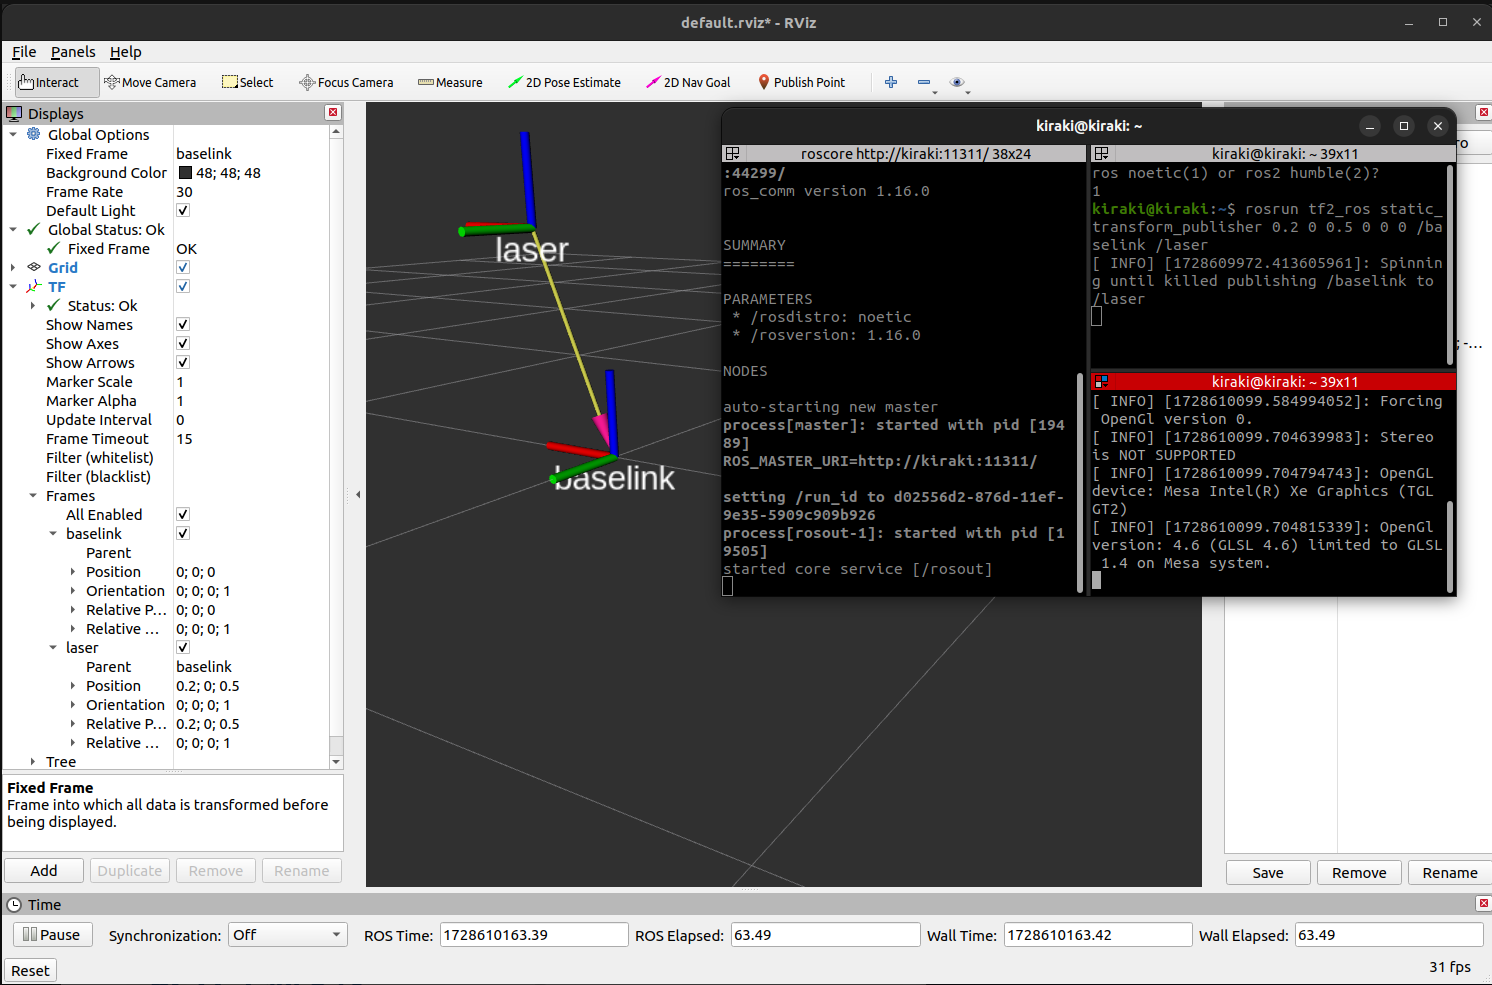 default.rviz* - RViz
File Panels Help
Interact Move Camera Select Focus Camera Measure 2D Pose Estimate 2D Nav Goal Publish Point
Displays
Global Options
Fixed Frame baselink
Background Color 48; 48; 48
Frame Rate 30
Default Light
Global Status: Ok
Fixed Frame OK
Grid
TF
Status: Ok
Show Names
Show Axes
Show Arrows
Marker Scale 1
Marker Alpha 1
Update Interval 0
Frame Timeout 15
Filter (whitelist)
Filter (blacklist)
Frames
All Enabled
baselink
Parent
Position 0; 0; 0
Orientation 0; 0; 0; 1
Relative P... 0; 0; 0
Relative ... 0; 0; 0; 1
laser
Parent baselink
Position 0.2; 0; 0.5
Orientation 0; 0; 0; 1
Relative P... 0.2; 0; 0.5
Relative ... 0; 0; 0; 1
Tree
Fixed Frame
Frame into which all data is transformed before
being displayed.
Add Duplicate Remove Rename
laser
baselink
kiraki@kiraki: ~
roscore http://kiraki:11311/ 38x24
:44299/
ros_comm version 1.16.0
SUMMARY
========
PARAMETERS
* /rosdistro: noetic
* /rosversion: 1.16.0
NODES
auto-starting new master
process[master]: started with pid [194
89]
ROS_MASTER_URI=http://kiraki:11311/
setting /run_id to d02556d2-876d-11ef-
9e35-5909c909b926
process[rosout-1]: started with pid [1
9505]
started core service [/rosout]
kiraki@kiraki: ~ 39x11
ros noetic(1) or ros2 humble(2)?
1
kiraki@kiraki:~$ rosrun tf2_ros static_
transform_publisher 0.2 0 0.5 0 0 0 /ba
selink /laser
[ INFO] [1728609972.413605961]: Spinnin
g until killed publishing /baselink to
/laser
kiraki@kiraki: ~ 39x11
[ INFO] [1728610099.584994052]: Forcing
OpenGl version 0.
[ INFO] [1728610099.704639983]: Stereo
is NOT SUPPORTED
[ INFO] [1728610099.704794743]: OpenGL
device: Mesa Intel(R) Xe Graphics (TGL
GT2)
[ INFO] [1728610099.704815339]: OpenGl
version: 4.6 (GLSL 4.6) limited to GLSL
1.4 on Mesa system.
ro
; -...
Save Remove Rename
Time
Pause Synchronization: Off ROS Time: 1728610163.39 ROS Elapsed: 63.49 Wall Time: 1728610163.42 Wall Elapsed: 63.49
Reset 31 fps